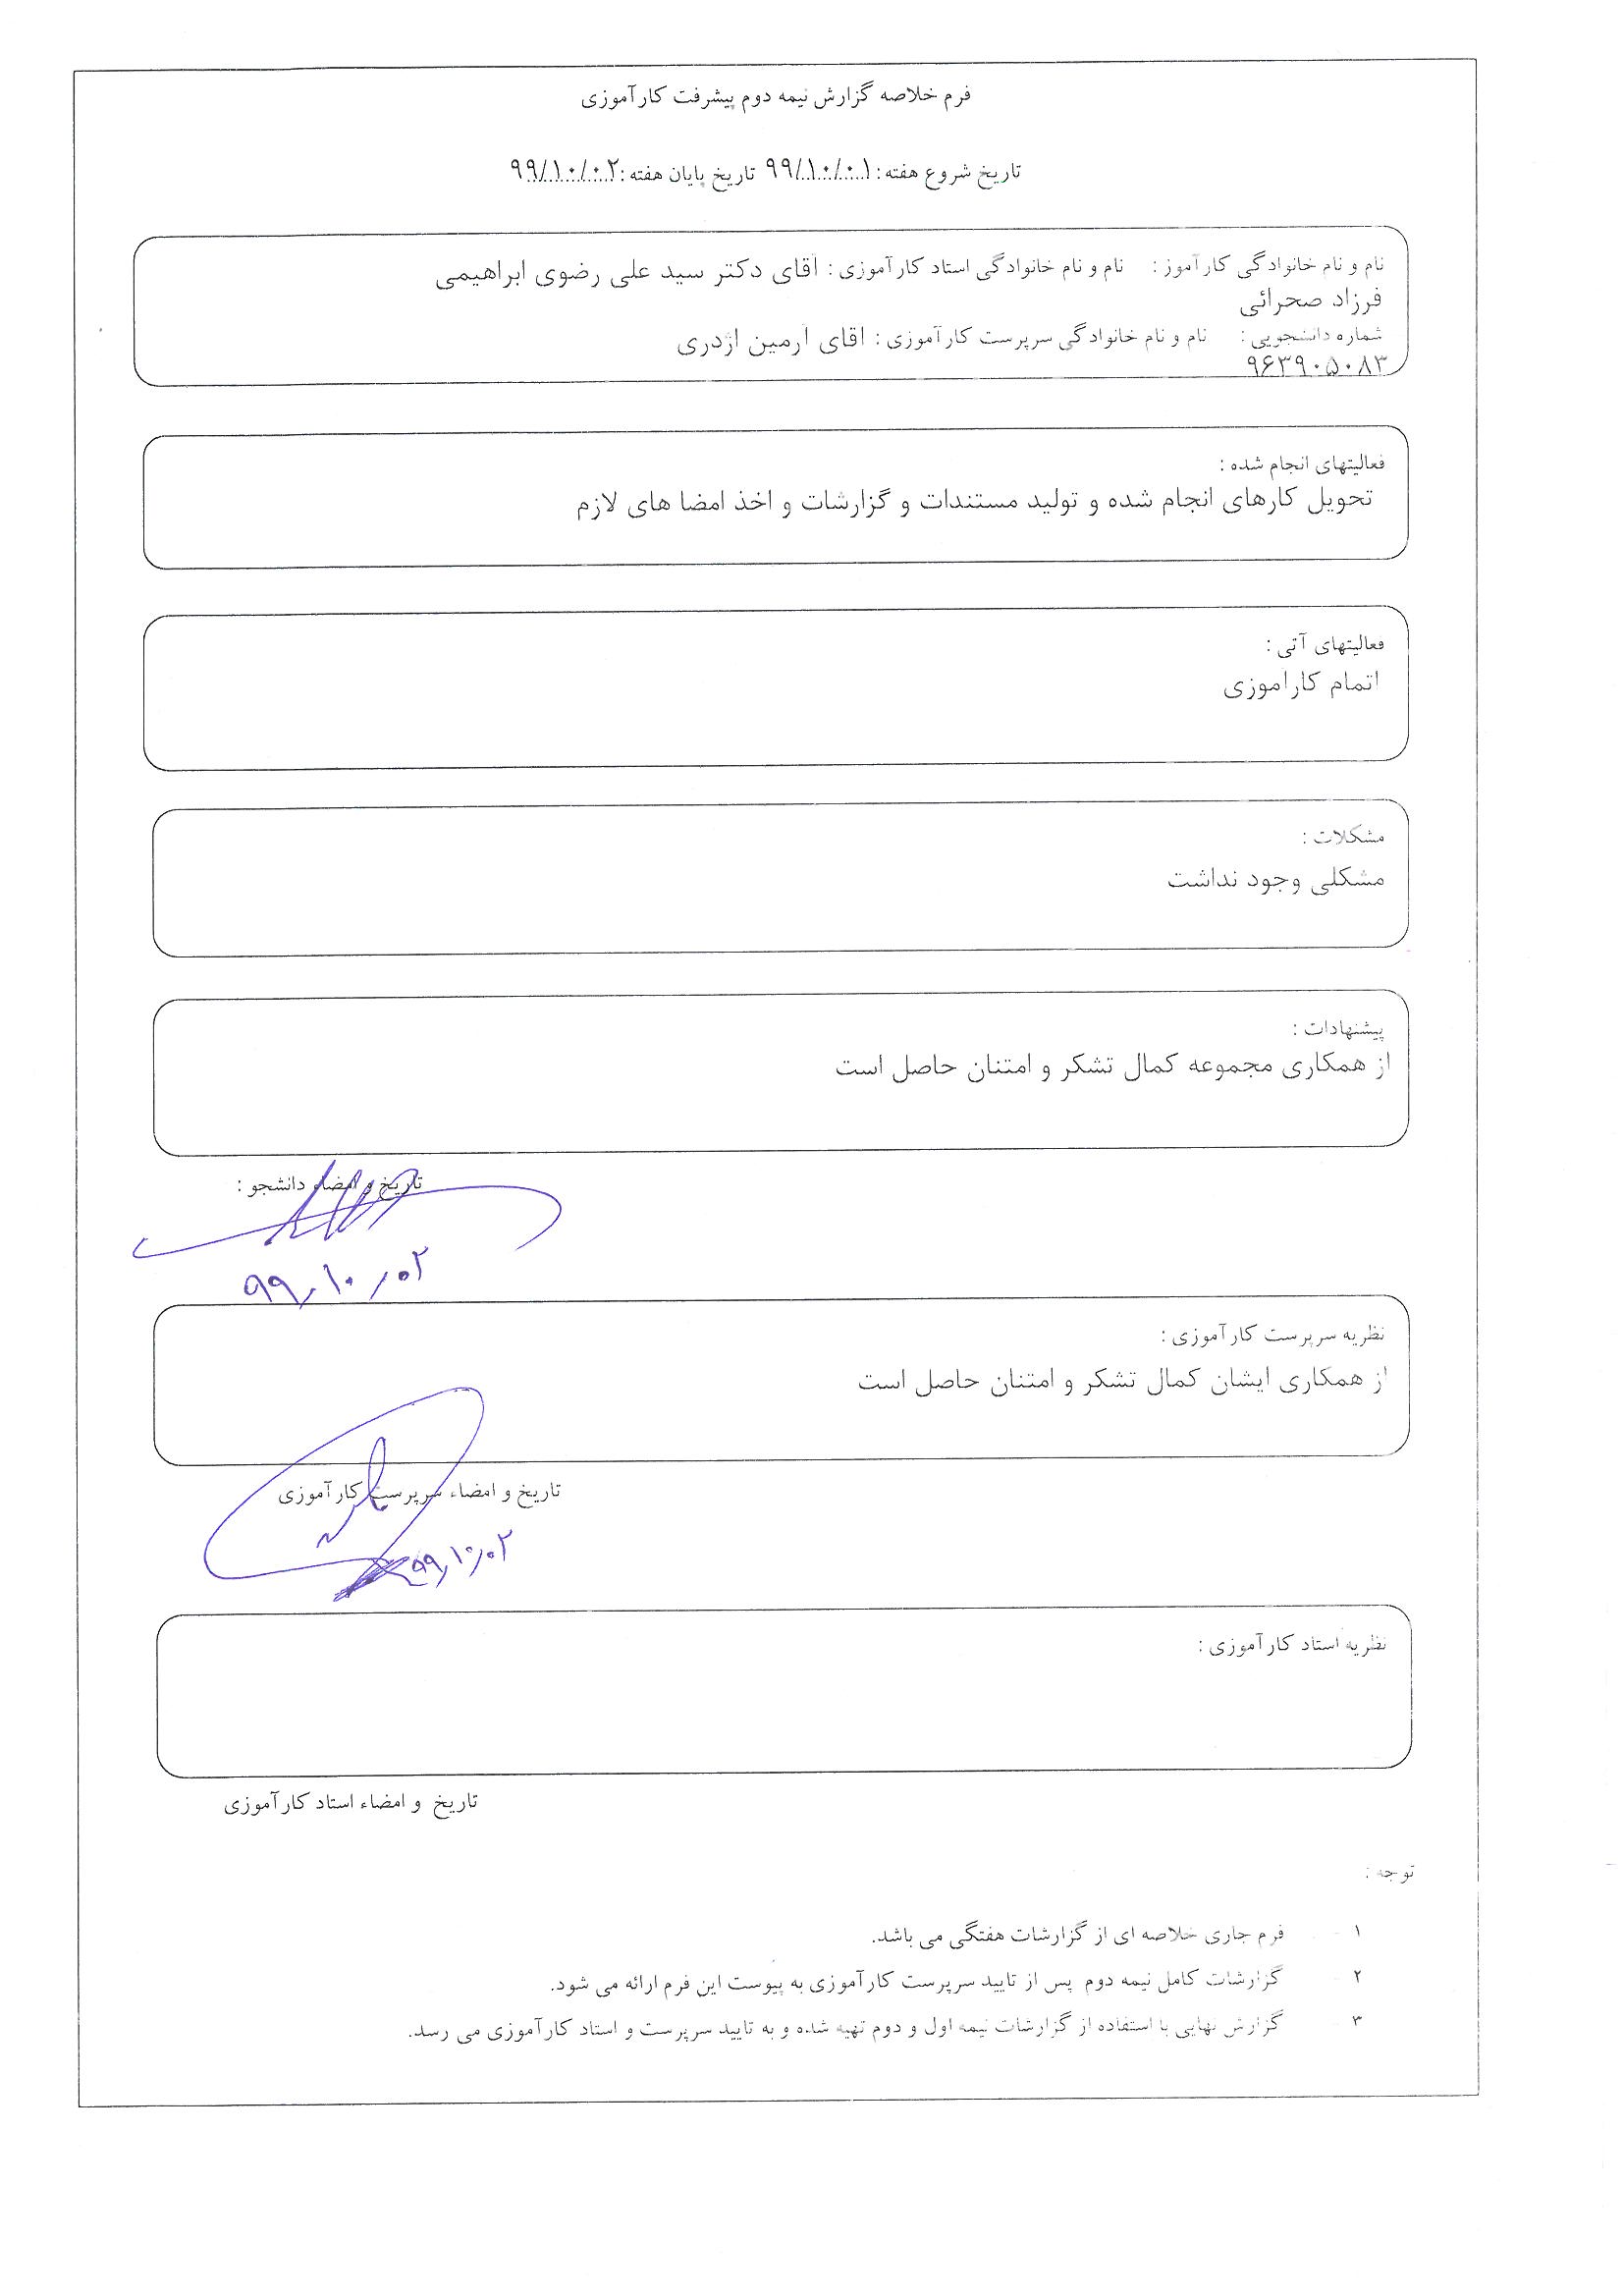 فرم خلاصه گزارش نیمه دوم پیشرفت کارآموزی
تاریخ شروع هفته :۹۹/۱۰/۰۱ تاریخ پایان هفته :۹۹/۱۰/۰۲
نام و نام خانوادگی کارآموز : نام و نام خانوادگی استاد کارآموزی : اقای دکتر سید علی رضوی ابراهیمی
فرزاد صحرائی
شماره دانشجویی : نام و نام خانوادگی سرپرست کارآموزی : اقای ارمین اژدری
۹۶۳۹۰۵۰۸۳
فعالیتهای انجام شده :
تحویل کارهای انجام شده و تولید مستندات و گزارشات و اخذ امضا های لازم
فعالیتهای آتی :
اتمام کاراموزی
مشکلات :
مشکلی وجود نداشت
پیشنهادات :
از همکاری مجموعه کمال تشکر و امتنان حاصل است
تاریخ و امضاء دانشجو :
۹۹,۱۰,۰۲
نظریه سرپرست کارآموزی :
از همکاری ایشان کمال تشکر و امتنان حاصل است
تاریخ و امضاء سرپرست کارآموزی
۹۹,۱۰,۰۲
نظریه استاد کارآموزی :
تاریخ و امضاء استاد کارآموزی
توجه :
۱ فرم جاری خلاصه ای از گزارشات هفتگی می باشد.
۲ گزارشات کامل نیمه دوم پس از تایید سرپرست کارآموزی به پیوست این فرم ارائه می شود.
۳ گزارش نهایی با استفاده از گزارشات نیمه اول و دوم تهیه شده و به تایید سرپرست و استاد کارآموزی می رسد.